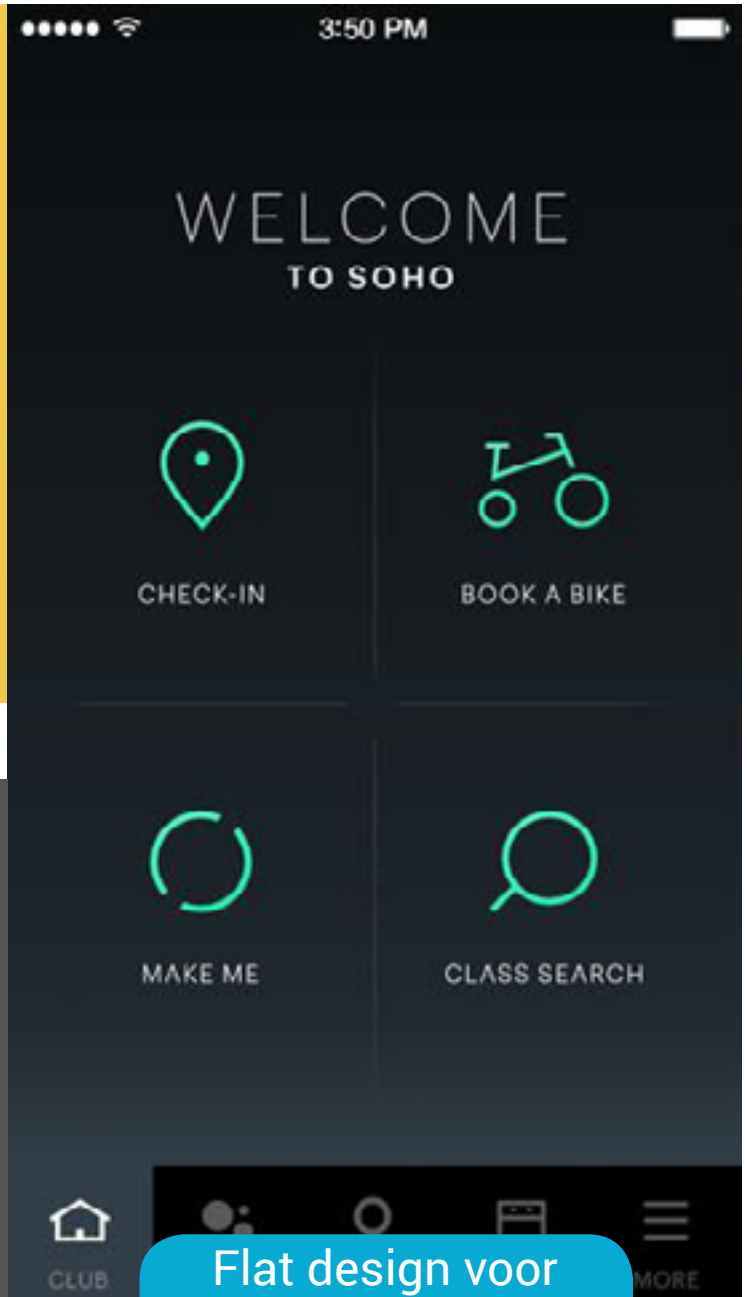 3:50 PM
WELCOME
TO SOHO
CHECK-IN
BOOK A BIKE
MAKE ME
CLASS SEARCH
CLUB
MORE
Flat design voor